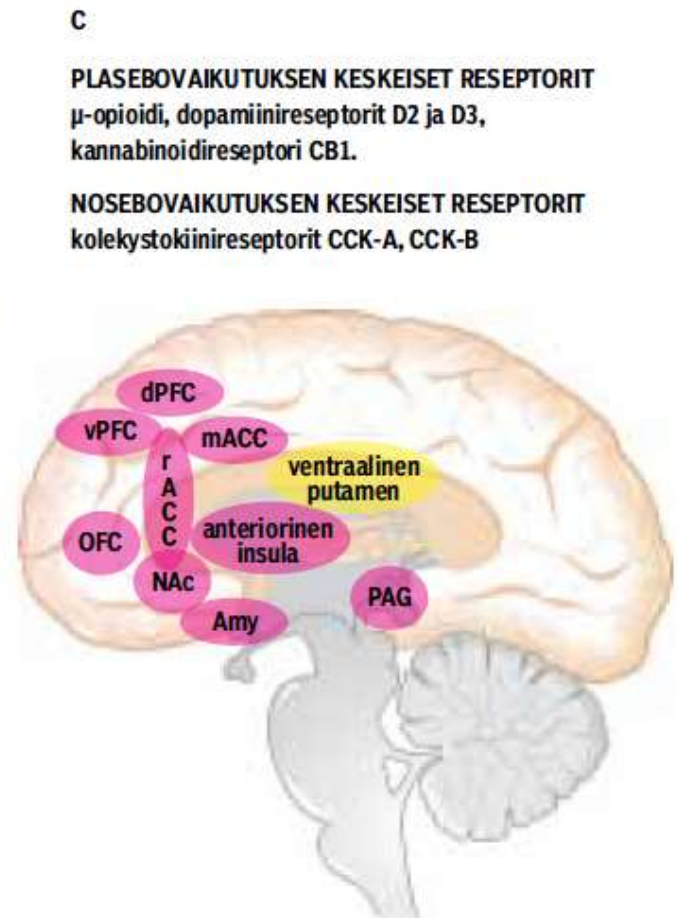 C
PLASEBOVAIKUTUKSEN KESKEISET RESEPTORIT
µ-opioidi, dopamiinireseptorit D2 ja D3,
kannabinoidireseptori CB1.
NOSEBOVAIKUTUKSEN KESKEISET RESEPTORIT
kolekystokiinireseptorit CCK-A, CCK-B
dPFC
vPFC
mACC
rACC
ventraalinen
putamen
OFC
anteriorinen
insula
NAc
PAG
Amy